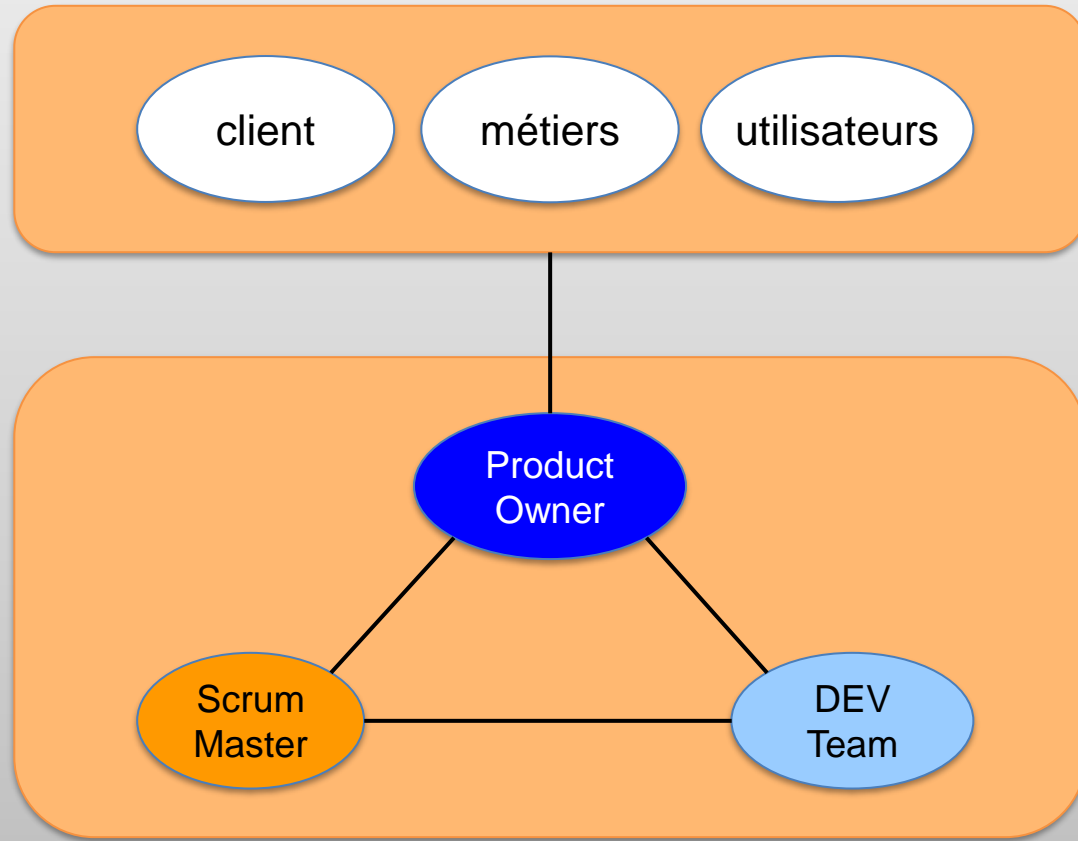 client
métiers
utilisateurs
Product
Owner
Scrum
Master
DEV
Team